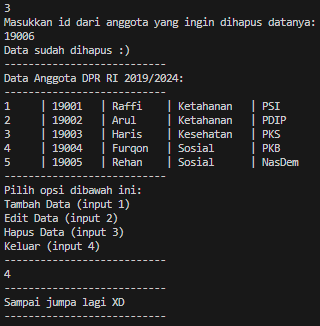 3
Masukkan id dari anggota yang ingin dihapus datanya:
19006
Data sudah dihapus :)
---------------------------
Data Anggota DPR RI 2019/2024:
---------------------------
1     | 19001   | Raffi    | Ketahanan   | PSI
2     | 19002   | Arul     | Ketahanan   | PDIP
3     | 19003   | Haris    | Kesehatan   | PKS
4     | 19004   | Furqon   | Sosial      | PKB
5     | 19005   | Rehan    | Sosial      | NasDem
---------------------------
Pilih opsi dibawah ini:
Tambah Data (input 1)
Edit Data (input 2)
Hapus Data (input 3)
Keluar (input 4)
---------------------------
4
---------------------------
Sampai jumpa lagi XD
---------------------------